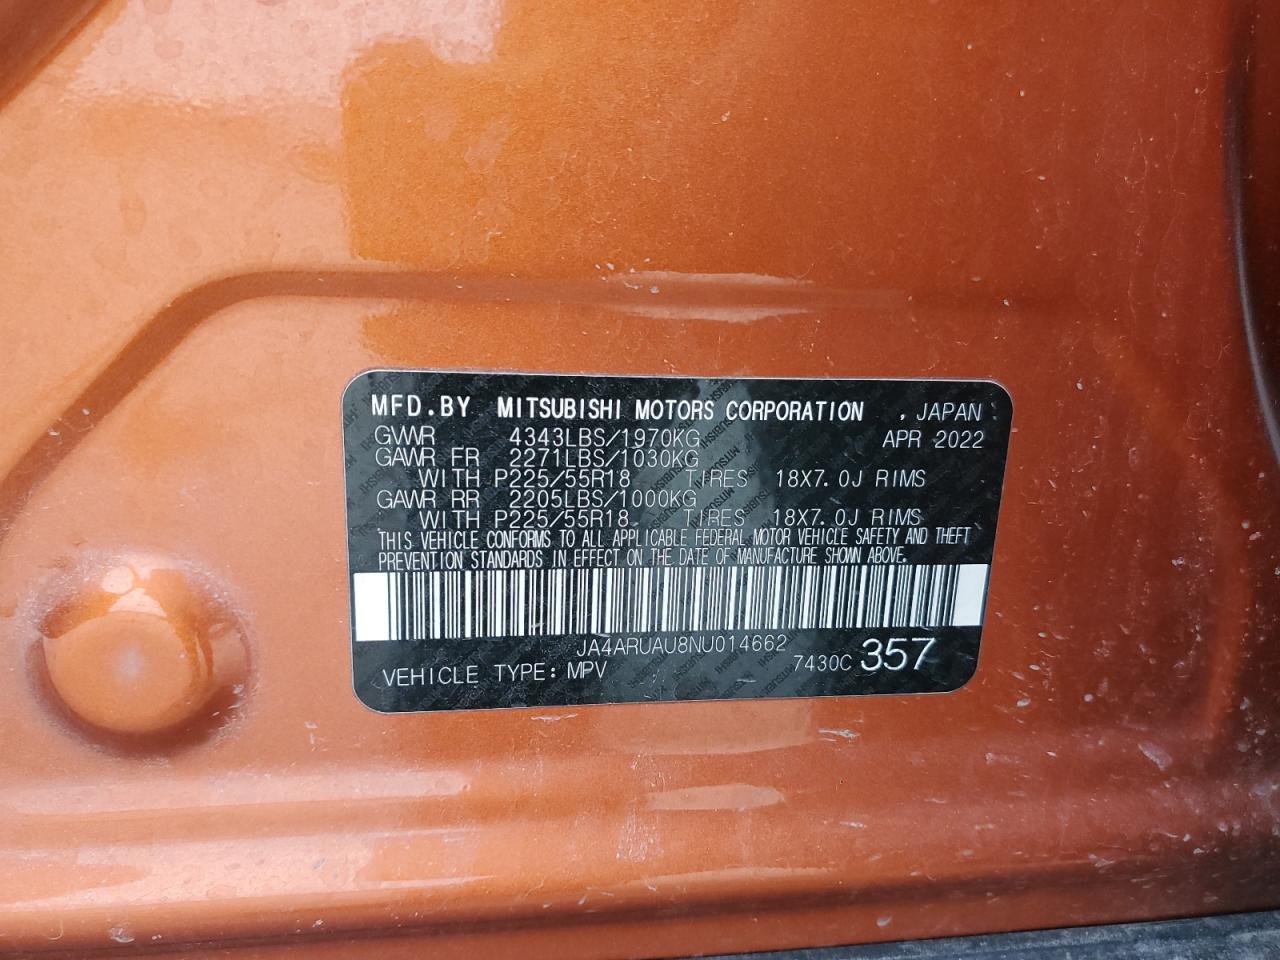 MFD.BY MITSUBISHI MOTORS CORPORATION , JAPAN
GVWR 4343LBS/1970KG APR 2022
GAWR FR 2271LBS/1030KG
WITH P225/55R18 TIRES 18X7.0J RIMS
GAWR RR 2205LBS/1000KG
WITH P225/55R18 TIRES 18X7.0J RIMS
THIS VEHICLE CONFORMS TO ALL APPLICABLE FEDERAL MOTOR VEHICLE SAFETY AND THEFT
PREVENTION STANDARDS IN EFFECT ON THE DATE OF MANUFACTURE SHOWN ABOVE.
JA4ARUAU8NU014662
VEHICLE TYPE: MPV 7430C 357